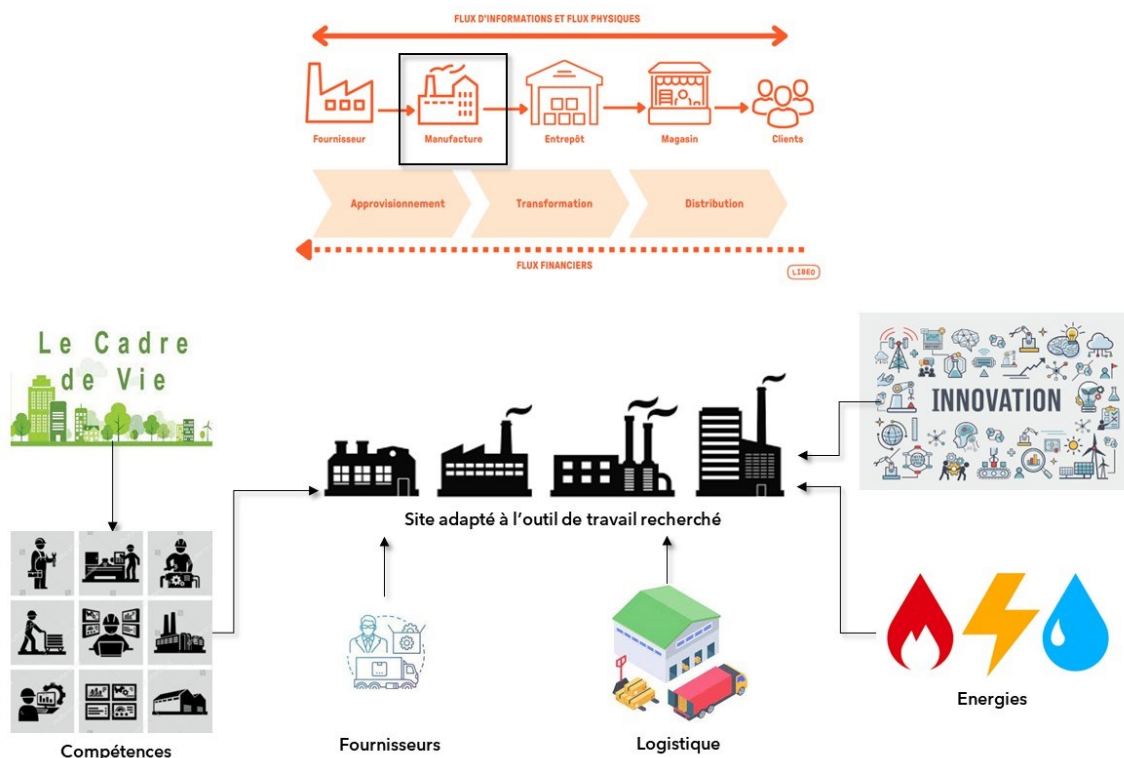 FLUX D'INFORMATIONS ET FLUX PHYSIQUES
Fournisseur
Manufacture
Entrepôt
Magasin
Clients
Approvisionnement
Transformation
Distribution
FLUX FINANCIERS
LIBEO
Le Cadre
de Vie
INNOVATION
Site adapté à l'outil de travail recherché
Energies
Compétences
Fournisseurs
Logistique